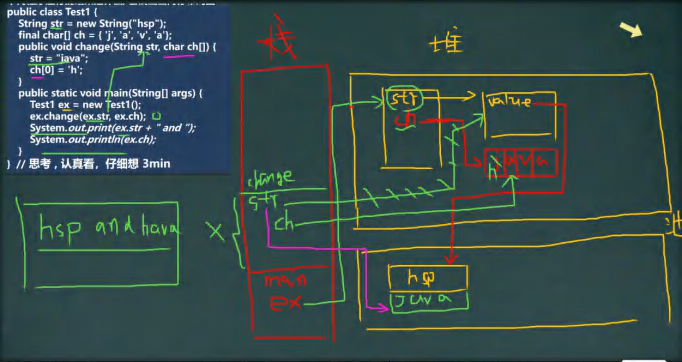 public class Test1 {
String str = new String("hsp");
final char[] ch = { 'j', 'a', 'v', 'a'};
public void change(String str, char ch[]) {
str = "java";
ch[0] = 'h';
}
public static void main(String[] args) {
Test1 ex = new Test1();
ex.change(ex.str, ex.ch);
System.out.print(ex.str + " and ");
System.out.println(ex.ch);
}
} // 思考 , 认真看，仔细想 3min
hsp and hava
栈
change
str
ch
main
ex
堆
str
ch
value
h a v a
hsp
java